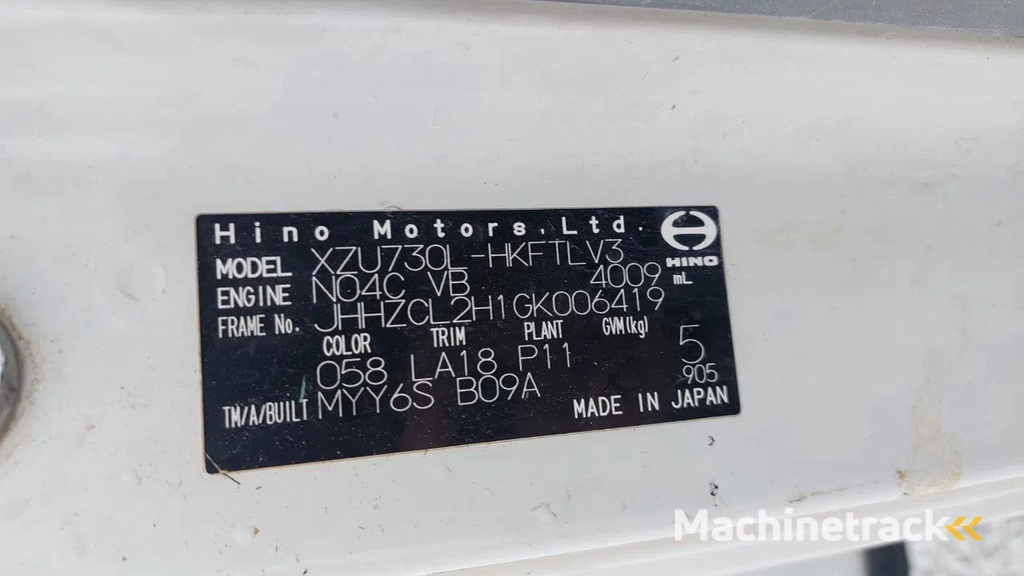 Hino Motors,Ltd.
HINO
MODEL XZU730L-HKFTLV3
ENGINE N04C VB 4009 mL
FRAME No. JHHZCL2H1GK006419
COLOR TRIM PLANT GVM(kg)
058 LA18 P11 5
905
TM/A/BUILT MYY6S B09A
MADE IN JAPAN
Machinetrack